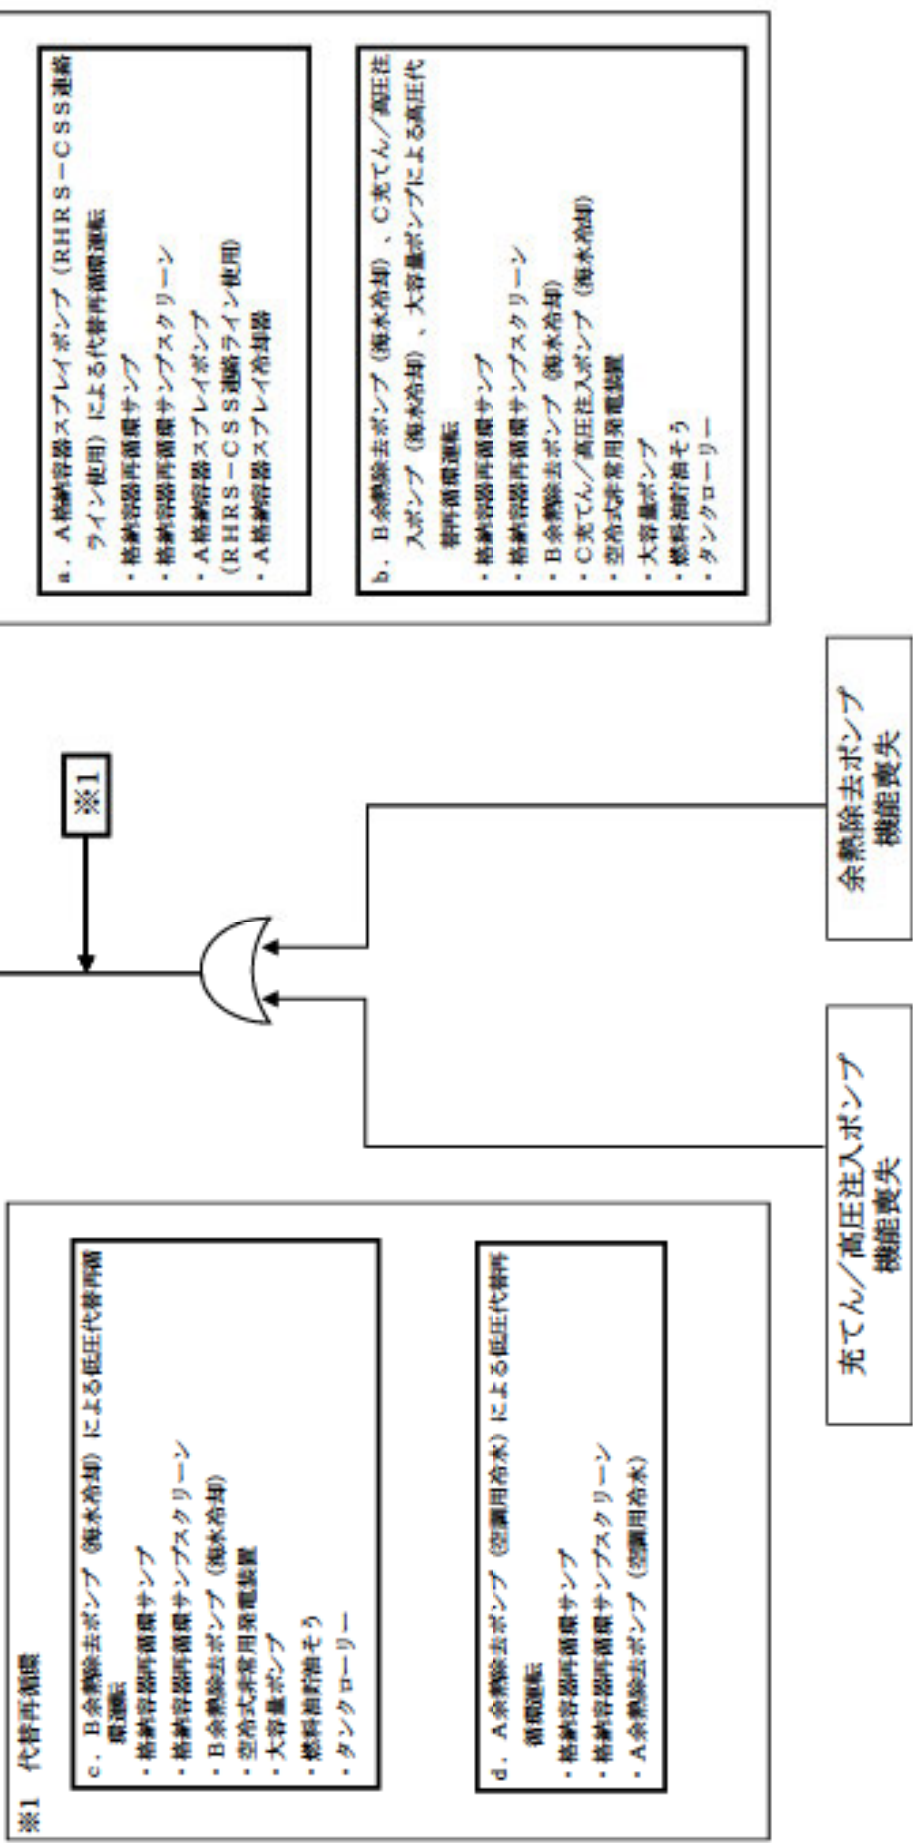 ※1　代替再循環
ｃ．Ｂ余熱除去ポンプ（海水冷却）による低圧代替再循
環運転
・格納容器再循環サンプ
・格納容器再循環サンプスクリーン
・Ｂ余熱除去ポンプ（海水冷却）
・空冷式非常用発電装置
・大容量ポンプ
・燃料油貯油そう
・タンクローリー
ｄ．Ａ余熱除去ポンプ（空調用冷水）による低圧代替再
循環運転
・格納容器再循環サンプ
・格納容器再循環サンプスクリーン
・Ａ余熱除去ポンプ（空調用冷水）
※1
充てん／高圧注入ポンプ
機能喪失
余熱除去ポンプ
機能喪失
ａ．Ａ格納容器スプレイポンプ（ＲＨＲＳ－ＣＳＳ連絡
ライン使用）による代替再循環運転
・格納容器再循環サンプ
・格納容器再循環サンプスクリーン
・Ａ格納容器スプレイポンプ
（ＲＨＲＳ－ＣＳＳ連絡ライン使用）
・Ａ格納容器スプレイ冷却器
ｂ．Ｂ余熱除去ポンプ（海水冷却）、Ｃ充てん／高圧注
入ポンプ（海水冷却）、大容量ポンプによる高圧代
替再循環運転
・格納容器再循環サンプ
・格納容器再循環サンプスクリーン
・Ｂ余熱除去ポンプ（海水冷却）
・Ｃ充てん／高圧注入ポンプ（海水冷却）
・空冷式非常用発電装置
・大容量ポンプ
・燃料油貯油そう
・タンクローリー